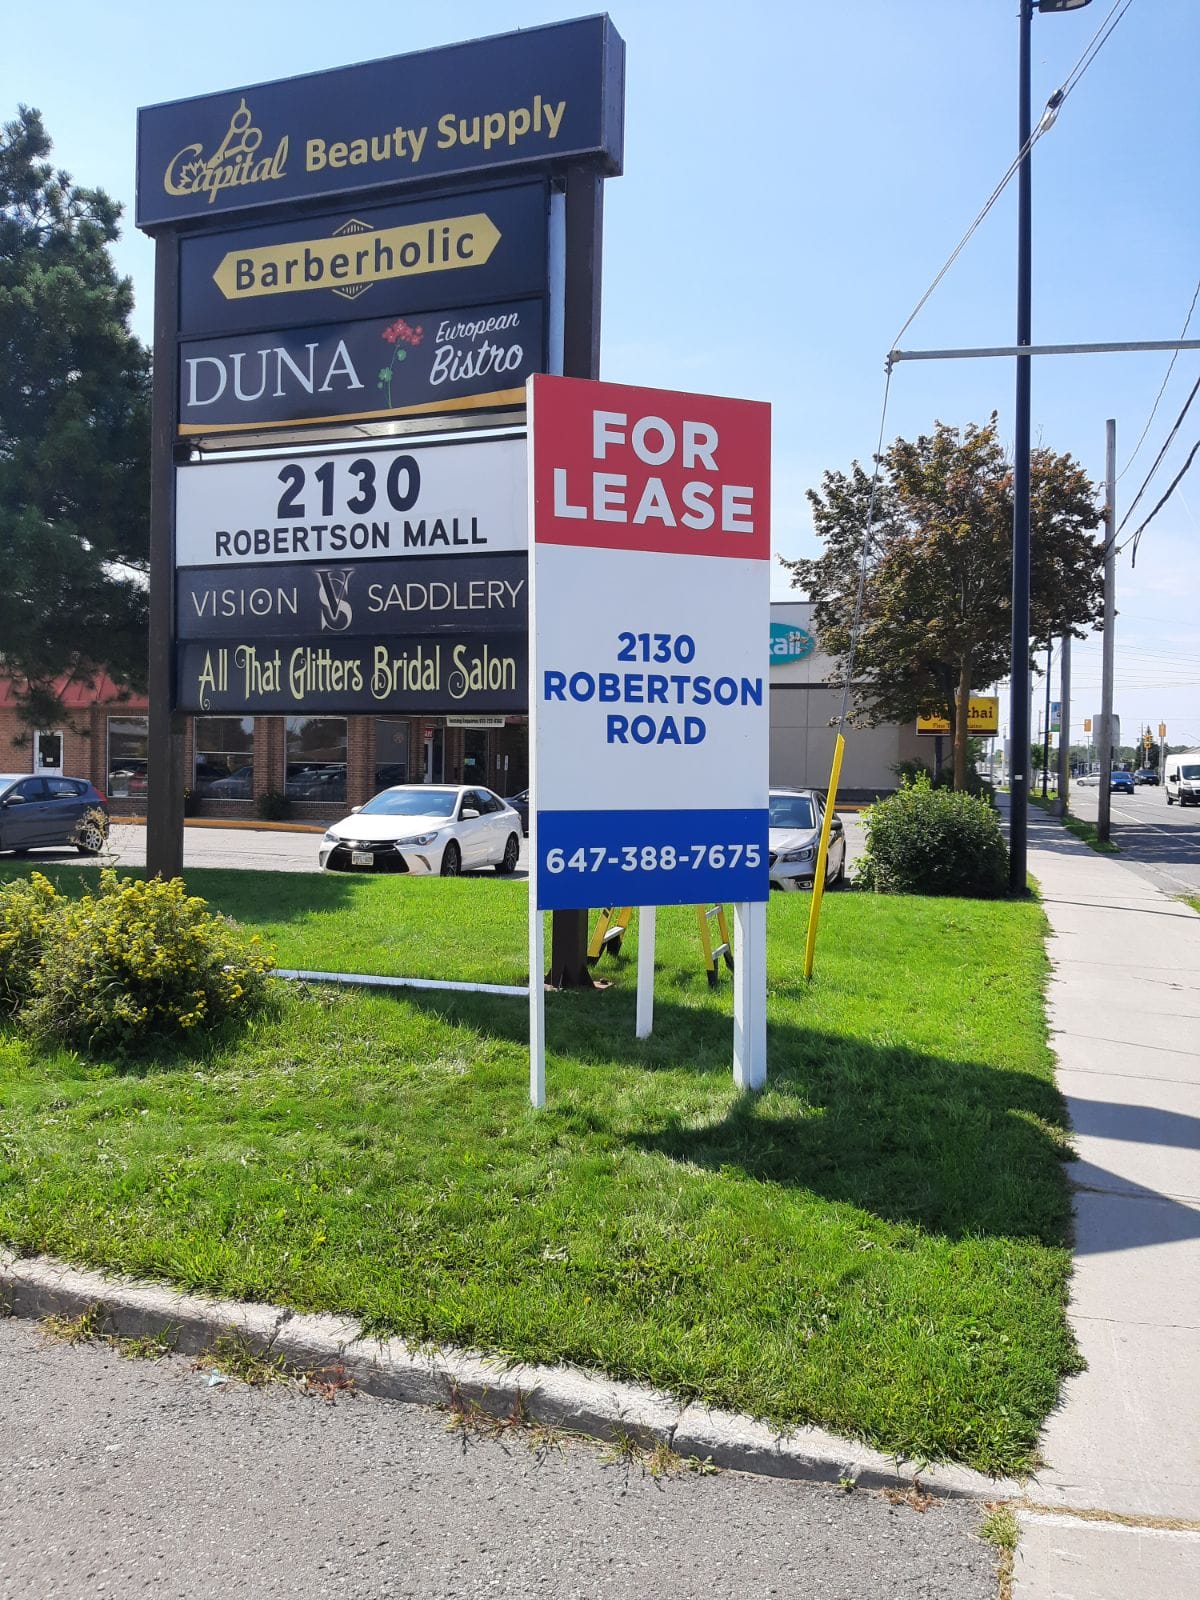 Capital Beauty Supply
Barberholic
DUNA European
Bistro
2130
ROBERTSON MALL
VISION VS SADDLERY
All That Glitters Bridal Salon
FOR
LEASE
2130
ROBERTSON
ROAD
647-388-7675
thai